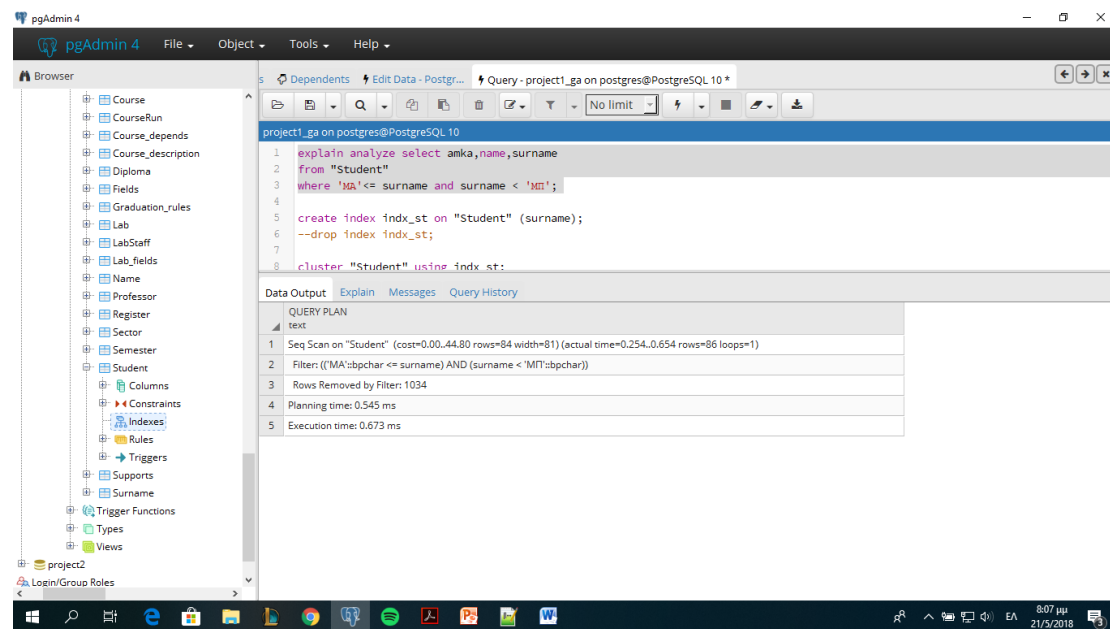 pgAdmin 4
pgAdmin 4 File Object Tools Help
Browser
s Dependents Edit Data - Postgr... Query - project1_ga on postgres@PostgreSQL 10 *
No limit
project1_ga on postgres@PostgreSQL 10
Course
CourseRun
Course_depends
Course_description
Diploma
Fields
Graduation_rules
Lab
LabStaff
Lab_fields
Name
Professor
Register
Sector
Semester
Student
Columns
Constraints
Indexes
Rules
Triggers
Supports
Surname
Trigger Functions
Types
Views
project2
Login/Group Roles
1 explain analyze select amka,name,surname
2 from "Student"
3 where 'ΜΑ'<= surname and surname < 'ΜΠ';
4
5 create index indx_st on "Student" (surname);
6 --drop index indx_st;
7
8 cluster "Student" using indx_st;
Data Output Explain Messages Query History
QUERY PLAN
text
1 Seq Scan on "Student" (cost=0.00..44.80 rows=84 width=81) (actual time=0.254..0.654 rows=86 loops=1)
2 Filter: (('ΜΑ'::bpchar <= surname) AND (surname < 'ΜΠ'::bpchar))
3 Rows Removed by Filter: 1034
4 Planning time: 0.545 ms
5 Execution time: 0.673 ms
ΕΛ
8:07 μμ
21/5/2018
3